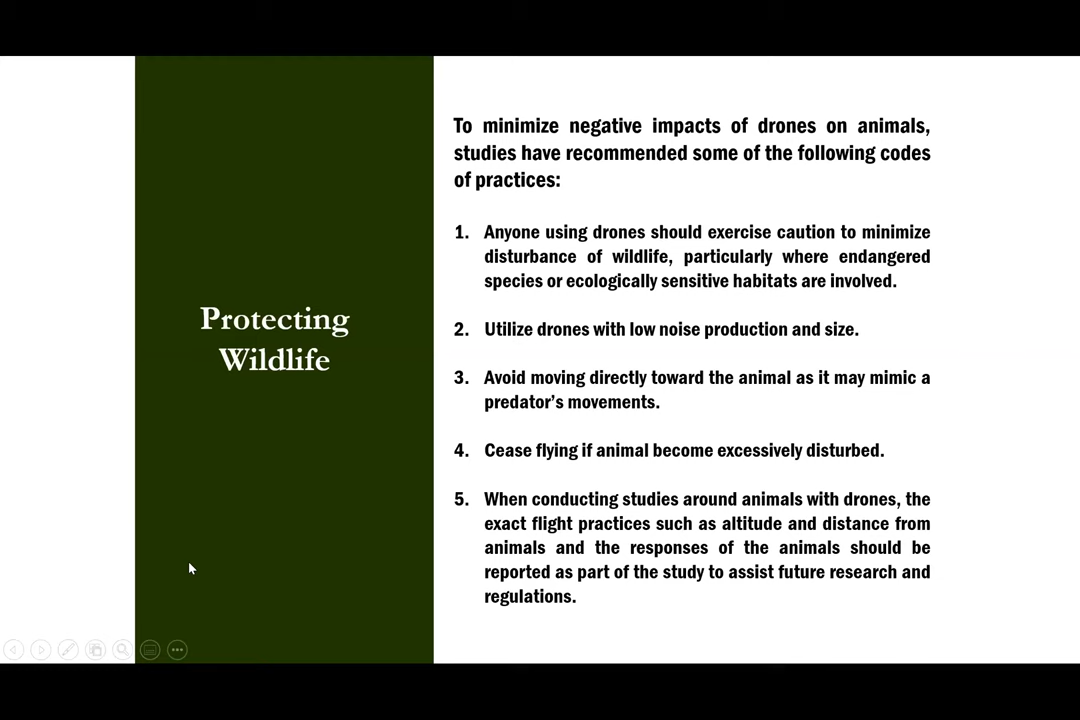 Protecting
Wildlife
To minimize negative impacts of drones on animals,
studies have recommended some of the following codes
of practices:
1. Anyone using drones should exercise caution to minimize
disturbance of wildlife, particularly where endangered
species or ecologically sensitive habitats are involved.
2. Utilize drones with low noise production and size.
3. Avoid moving directly toward the animal as it may mimic a
predator’s movements.
4. Cease flying if animal become excessively disturbed.
5. When conducting studies around animals with drones, the
exact flight practices such as altitude and distance from
animals and the responses of the animals should be
reported as part of the study to assist future research and
regulations.